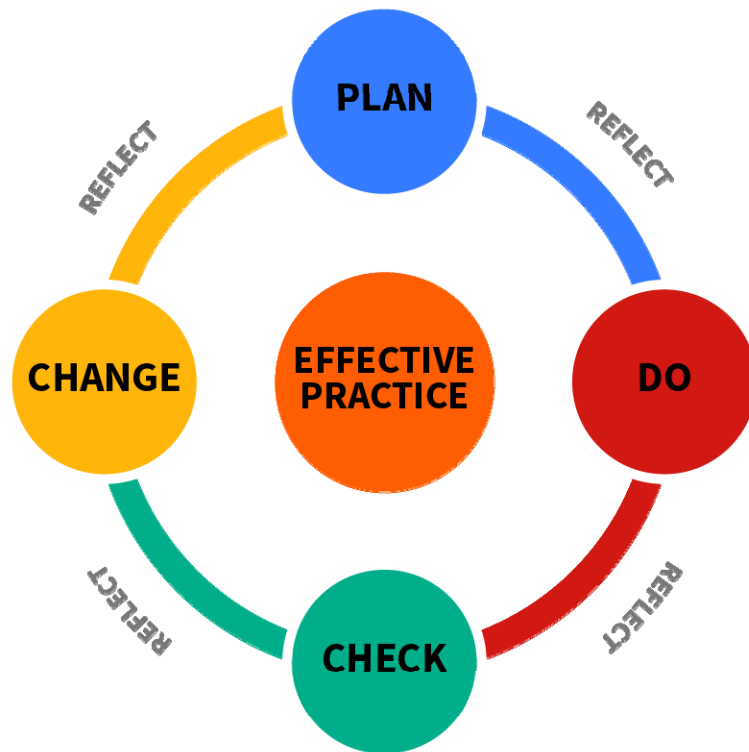 PLAN
REFLECT
REFLECT
CHANGE
EFFECTIVE
PRACTICE
DO
REFLECT
REFLECT
CHECK